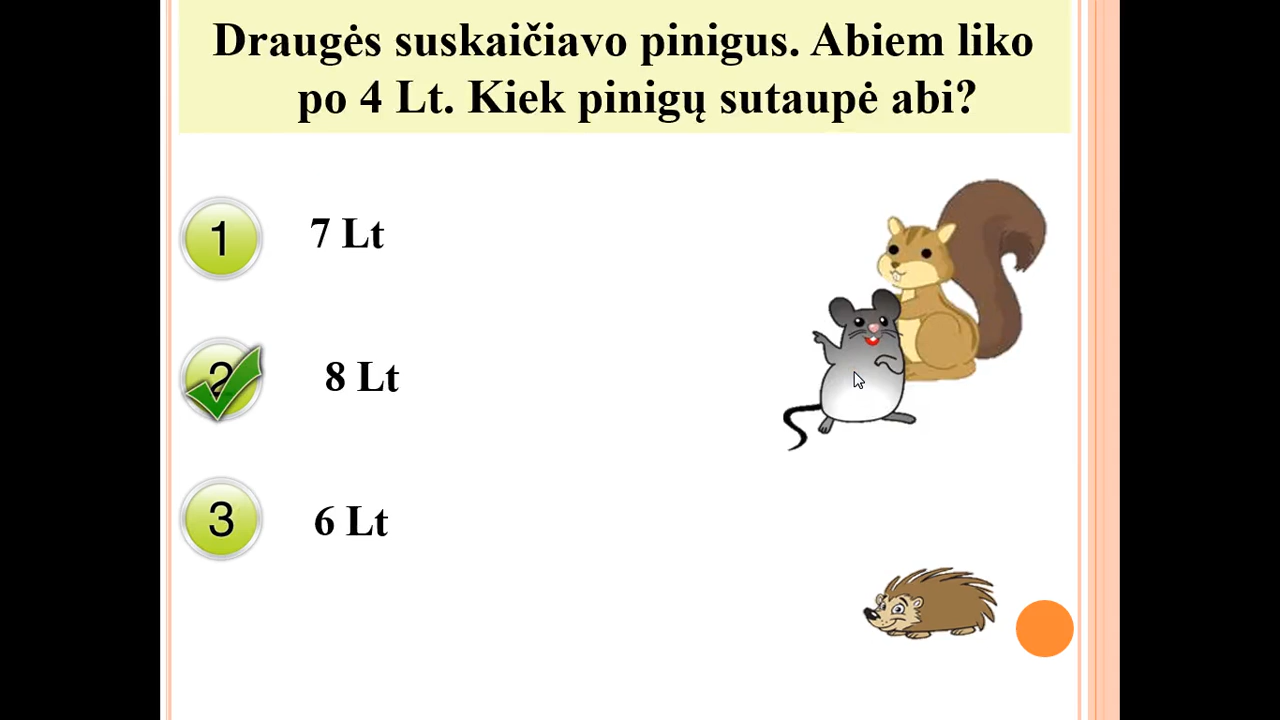 Draugės suskaičiavo pinigus. Abiem liko
po 4 Lt. Kiek pinigų sutaupė abi?
1 7 Lt
2 8 Lt
3 6 Lt